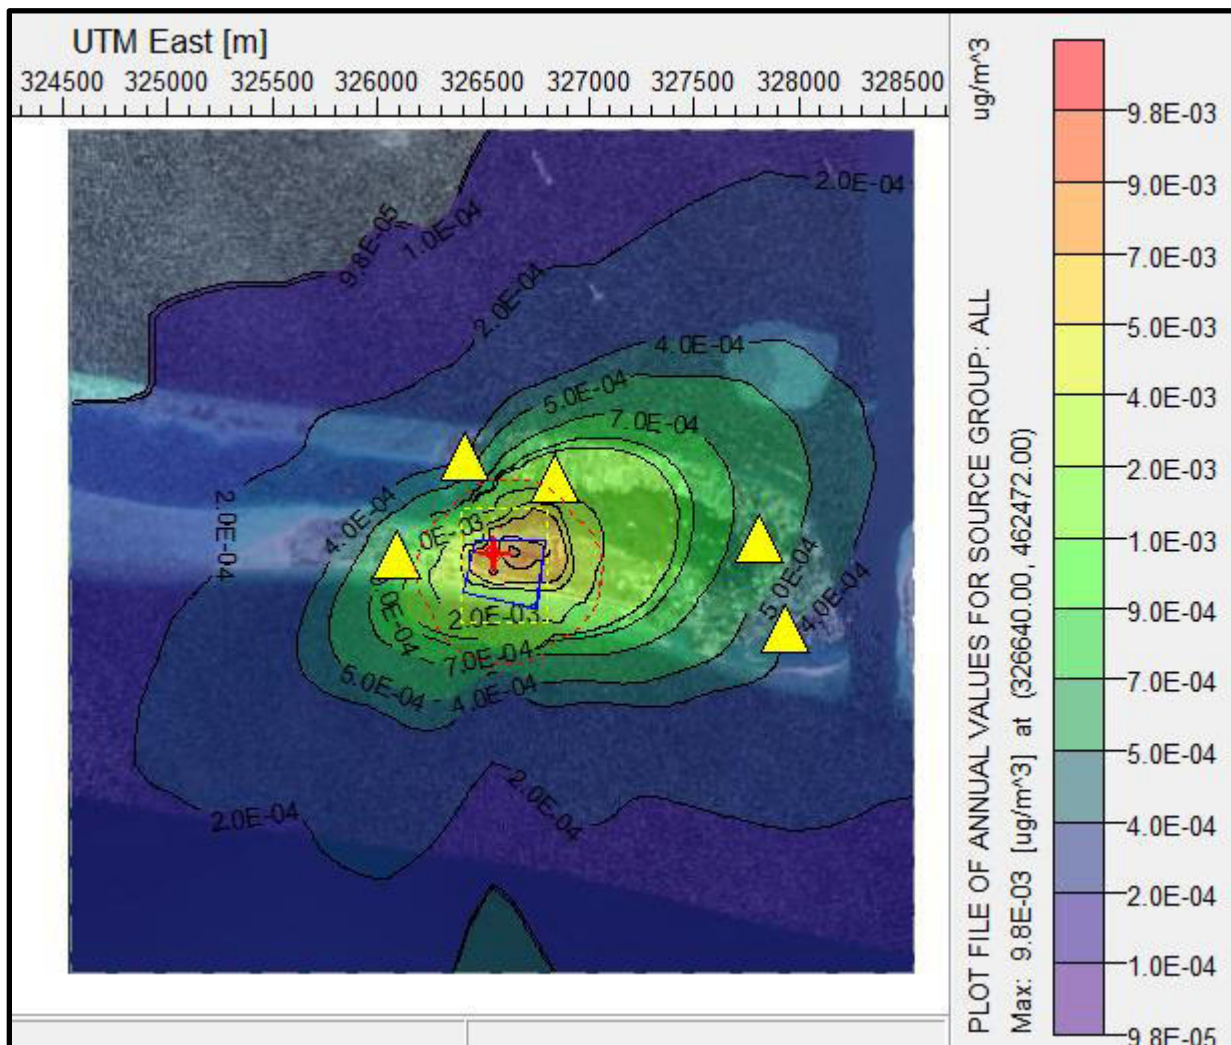 UTM East [m]
324500 325000 325500 326000 326500 327000 327500 328000 328500
2.0E-04
9.8E-05
1.0E-04
2.0E-04
4.0E-04
5.0E-04
7.0E-04
2.0E-04
4.0E-04
.0E-03
.0E-04
2.0E-03
7.0E-04
5.0E-04
4.0E-04
5.0E-04
4.0E-04
2.0E-04
2.0E-04
PLOT FILE OF ANNUAL VALUES FOR SOURCE GROUP: ALL
ug/m^3
Max: 9.8E-03 [ug/m^3] at (326640.00, 462472.00)
9.8E-03
9.0E-03
7.0E-03
5.0E-03
4.0E-03
2.0E-03
1.0E-03
9.0E-04
7.0E-04
5.0E-04
4.0E-04
2.0E-04
1.0E-04
9.8E-05